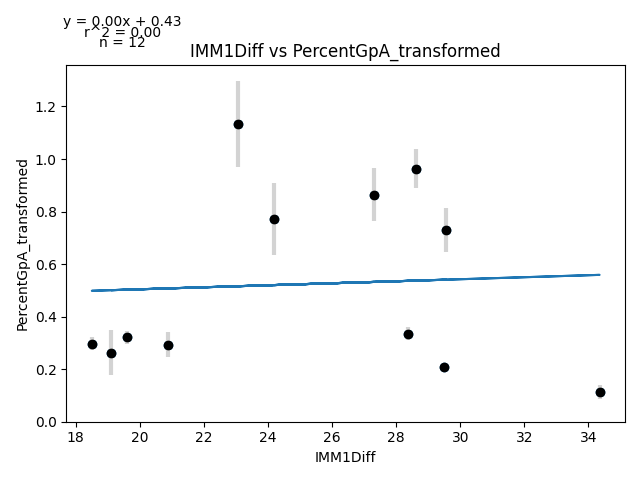 y = 0.00x + 0.43
r^2 = 0.00
n = 12
IMM1Diff vs PercentGpA_transformed
PercentGpA_transformed
1.2
1.0
0.8
0.6
0.4
0.2
0.0
18 20 22 24 26 28 30 32 34
IMM1Diff